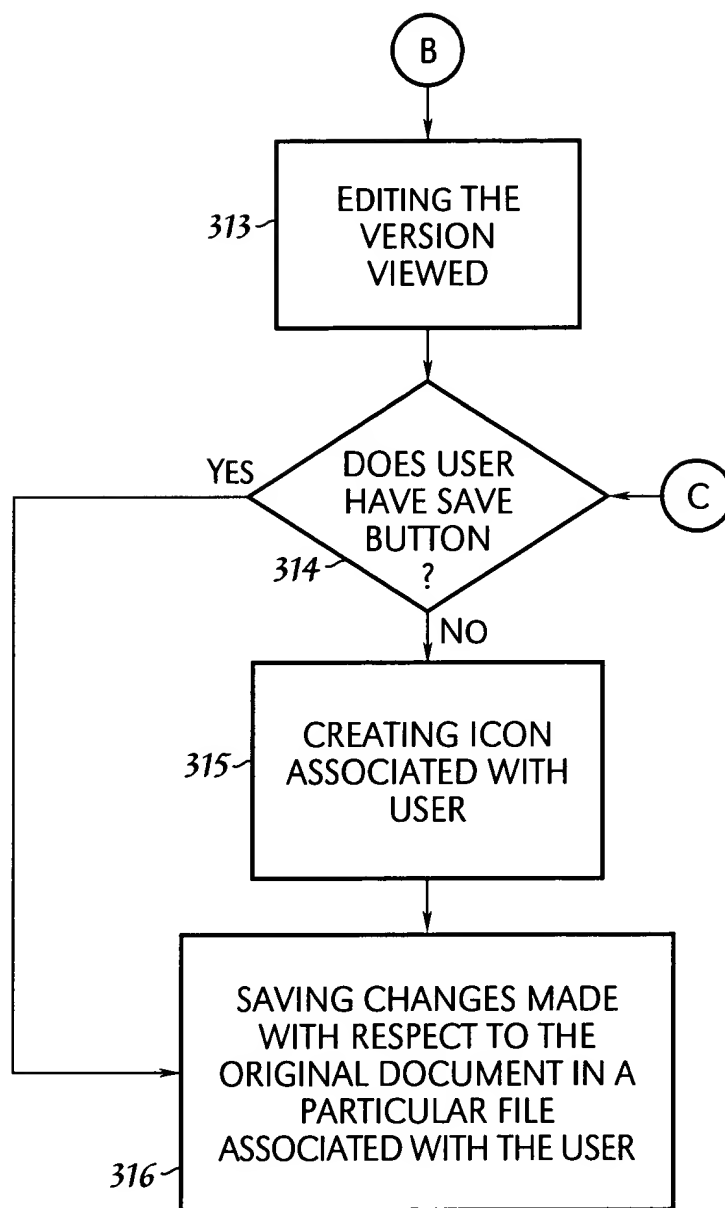 B
EDITING THE
VERSION
VIEWED
313
DOES USER
HAVE SAVE
BUTTON
?
314
YES
C
NO
CREATING ICON
ASSOCIATED WITH
USER
315
SAVING CHANGES MADE
WITH RESPECT TO THE
ORIGINAL DOCUMENT IN A
PARTICULAR FILE
ASSOCIATED WITH THE USER
316